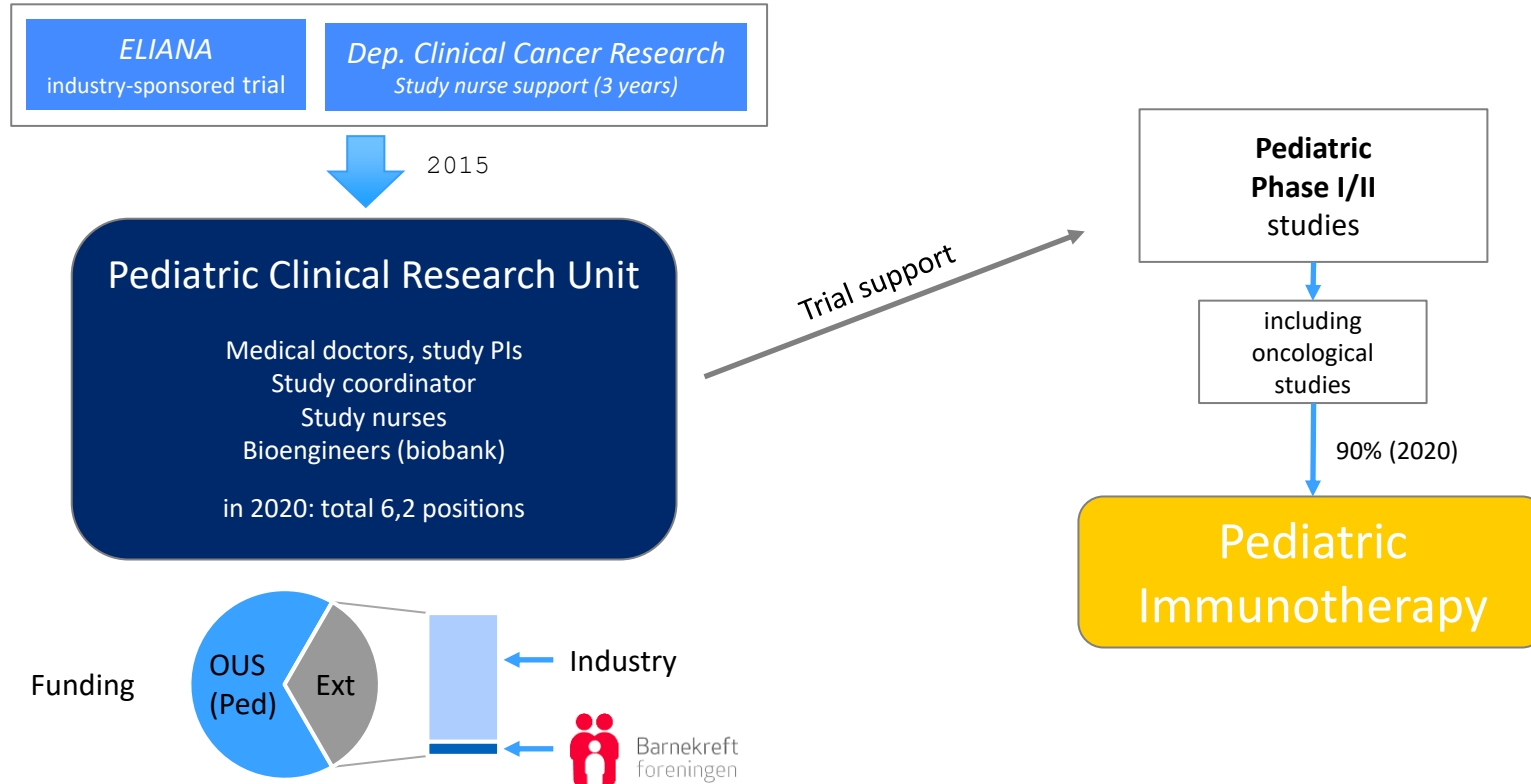 ELIANA
industry-sponsored trial
Dep. Clinical Cancer Research
Study nurse support (3 years)
2015
Pediatric Clinical Research Unit
Medical doctors, study PIs
Study coordinator
Study nurses
Bioengineers (biobank)
in 2020: total 6,2 positions
Trial support
Pediatric
Phase I/II
studies
including
oncological
studies
90% (2020)
Pediatric
Immunotherapy
Funding
OUS
(Ped)
Ext
Industry
Barnekreft
foreningen